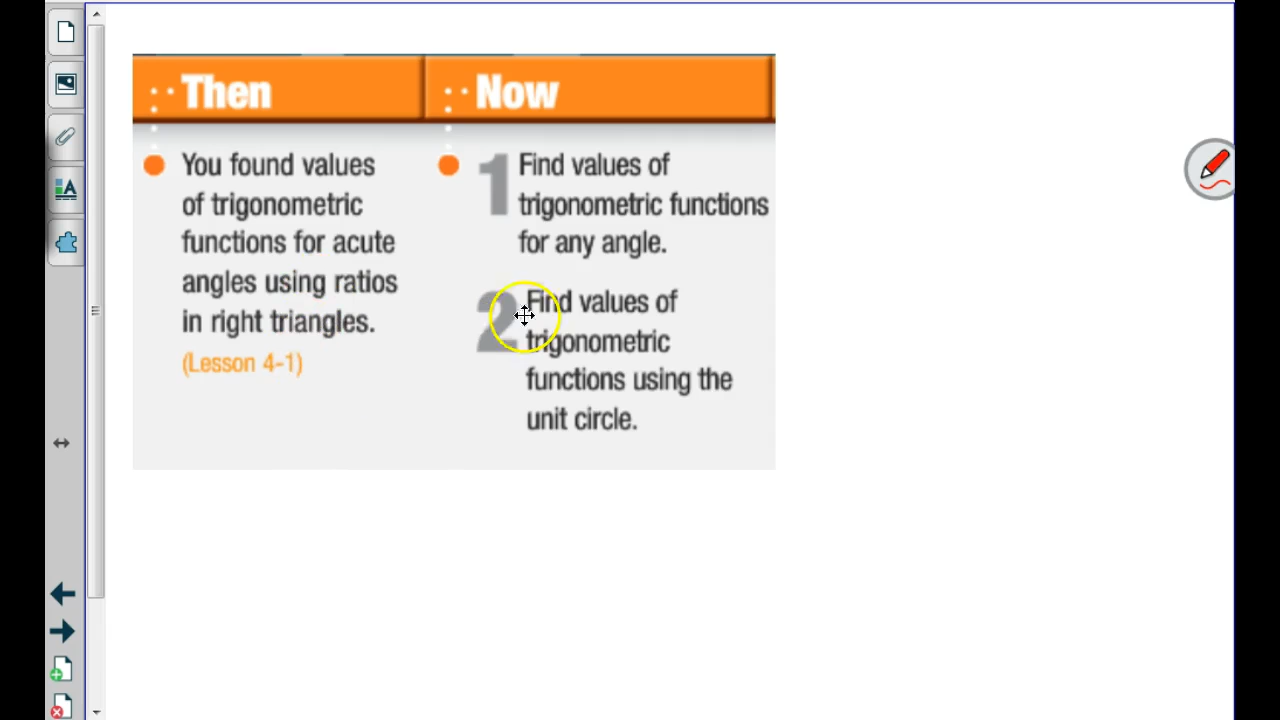 Then
You found values
of trigonometric
functions for acute
angles using ratios
in right triangles.
(Lesson 4-1)
Now
1 Find values of
trigonometric functions
for any angle.
2 Find values of
trigonometric
functions using the
unit circle.